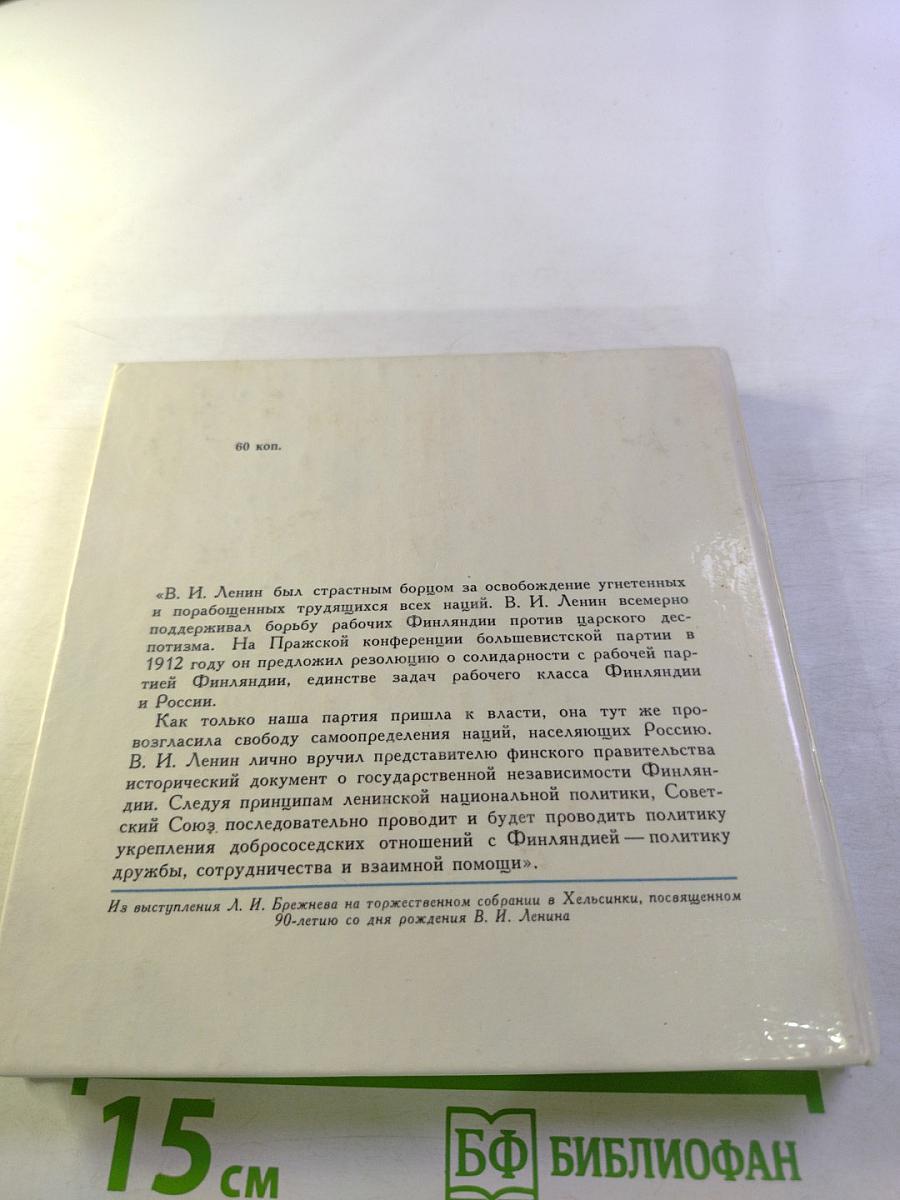 60 коп.
«В. И. Ленин был страстным борцом за освобождение угнетенных
и порабощенных трудящихся всех наций. В. И. Ленин всемерно
поддерживал борьбу рабочих Финляндии против царского дес-
потизма. На Пражской конференции большевистской партии в
1912 году он предложил резолюцию о солидарности с рабочей пар-
тией Финляндии, единстве задач рабочего класса Финляндии
и России.
Как только наша партия пришла к власти, она тут же про-
возгласила свободу самоопределения наций, населяющих Россию.
В. И. Ленин лично вручил представителю финского правительства
исторический документ о государственной независимости Финлян-
дии. Следуя принципам ленинской национальной политики, Совет-
ский Союз последовательно проводит и будет проводить политику
укрепления добрососедских отношений с Финляндией — политику
дружбы, сотрудничества и взаимной помощи».
Из выступления Л. И. Брежнева на торжественном собрании в Хельсинки, посвященном
90-летию со дня рождения В. И. Ленина
15 см
БФ БИБЛИОФАН